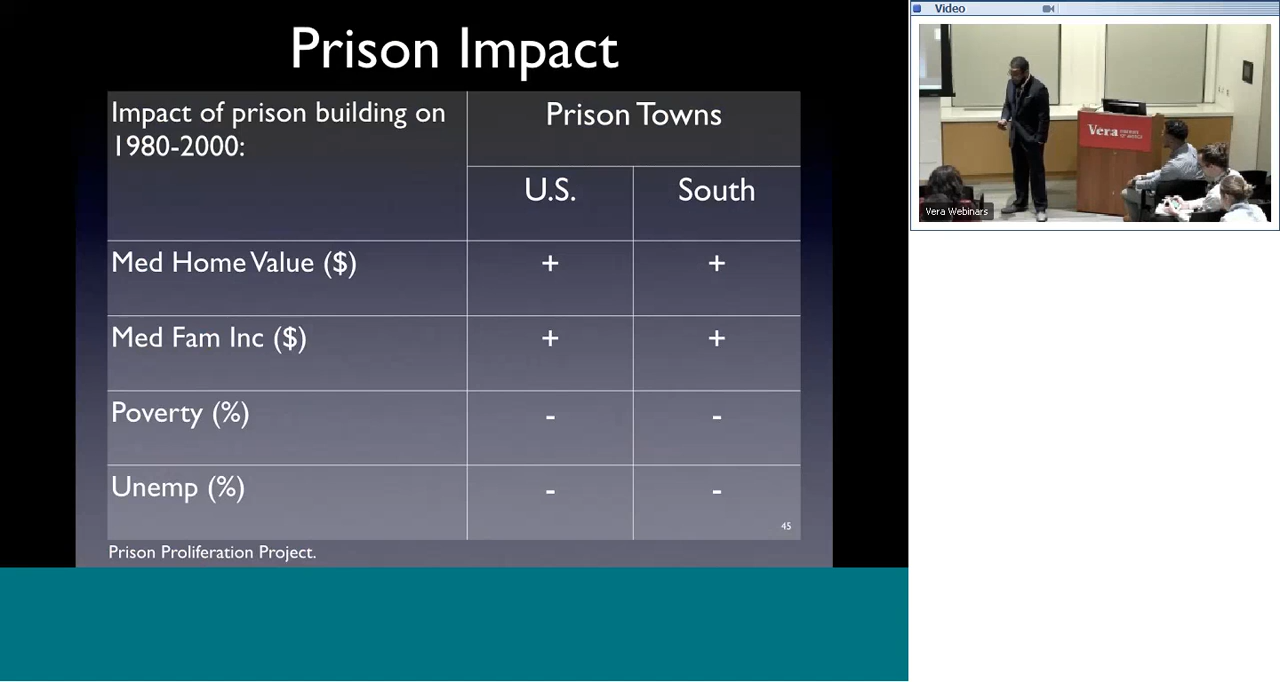 Prison Impact
Impact of prison building on
1980-2000:
Prison Towns
U.S.
South
Med Home Value ($)
+
+
Med Fam Inc ($)
+
+
Poverty (%)
-
-
Unemp (%)
-
-
45
Prison Proliferation Project.
Video
Vera
Vera Webinars